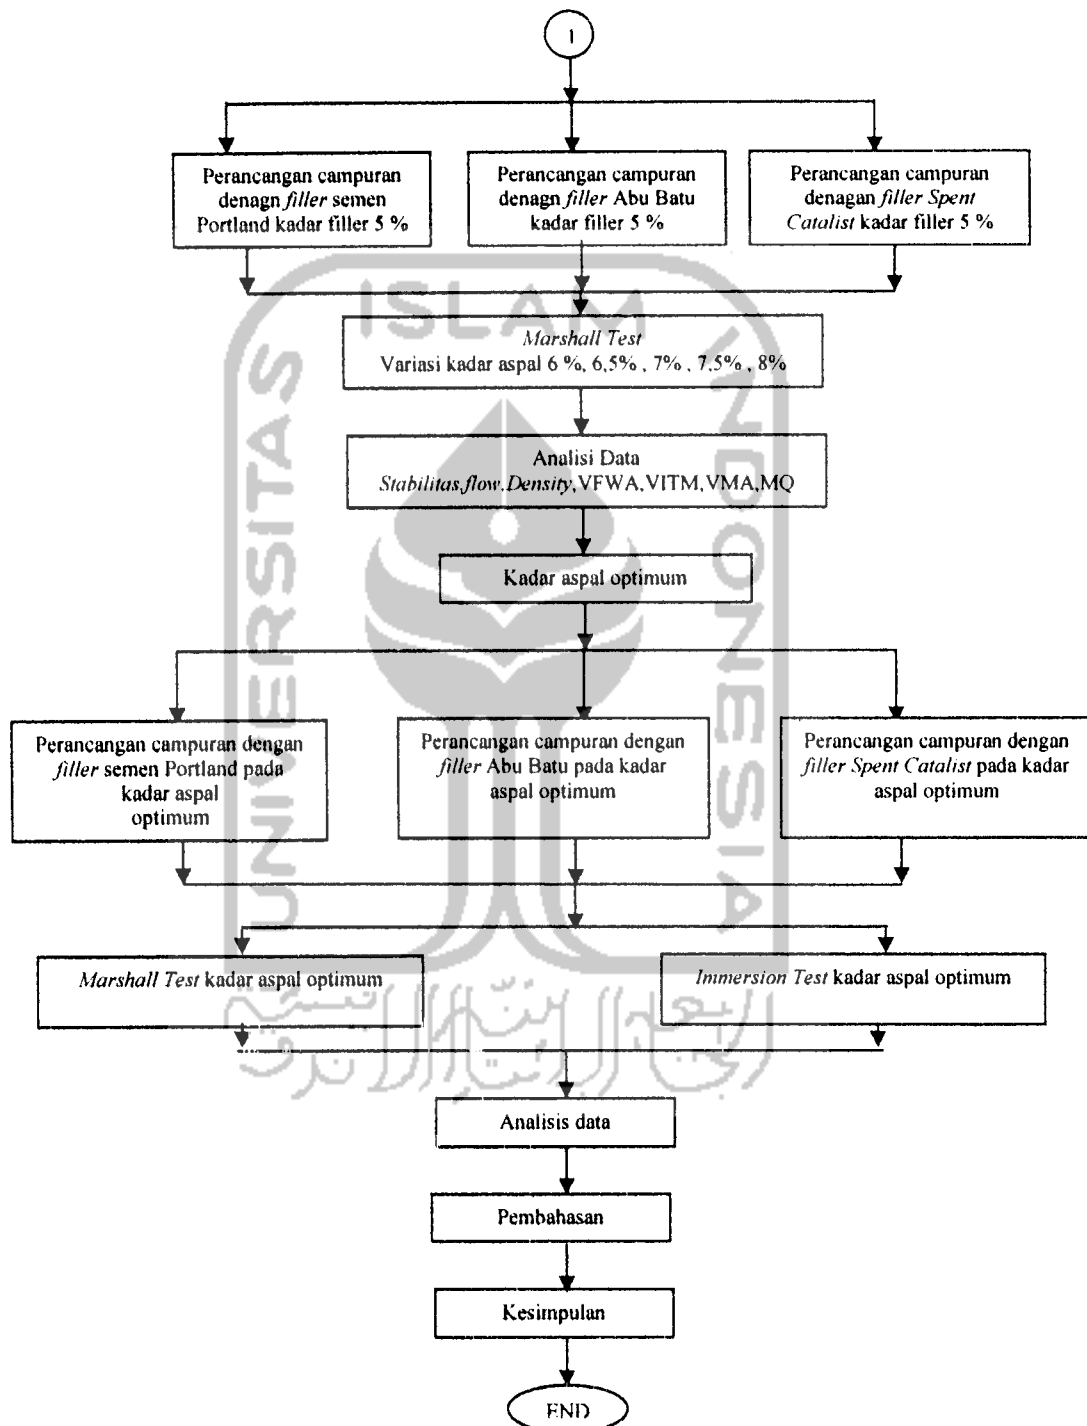 1
Perancangan campuran
denagn filler semen
Portland kadar filler 5 %
Perancangan campuran
denagn filler Abu Batu
kadar filler 5 %
Perancangan campuran
denagan filler Spent
Catalist kadar filler 5 %
Marshall Test
Variasi kadar aspal 6 %, 6,5% , 7% , 7,5% , 8%
Analisi Data
Stabilitas,flow,Density,VFWA,VITM,VMA,MQ
Kadar aspal optimum
Perancangan campuran dengan
filler semen Portland pada
kadar aspal
optimum
Perancangan campuran dengan
filler Abu Batu pada kadar
aspal optimum
Perancangan campuran dengan
filler Spent Catalist pada kadar
aspal optimum
Marshall Test kadar aspal optimum
Immersion Test kadar aspal optimum
Analisis data
Pembahasan
Kesimpulan
END
UNIVERSITAS
ISLAM
INDONESIA